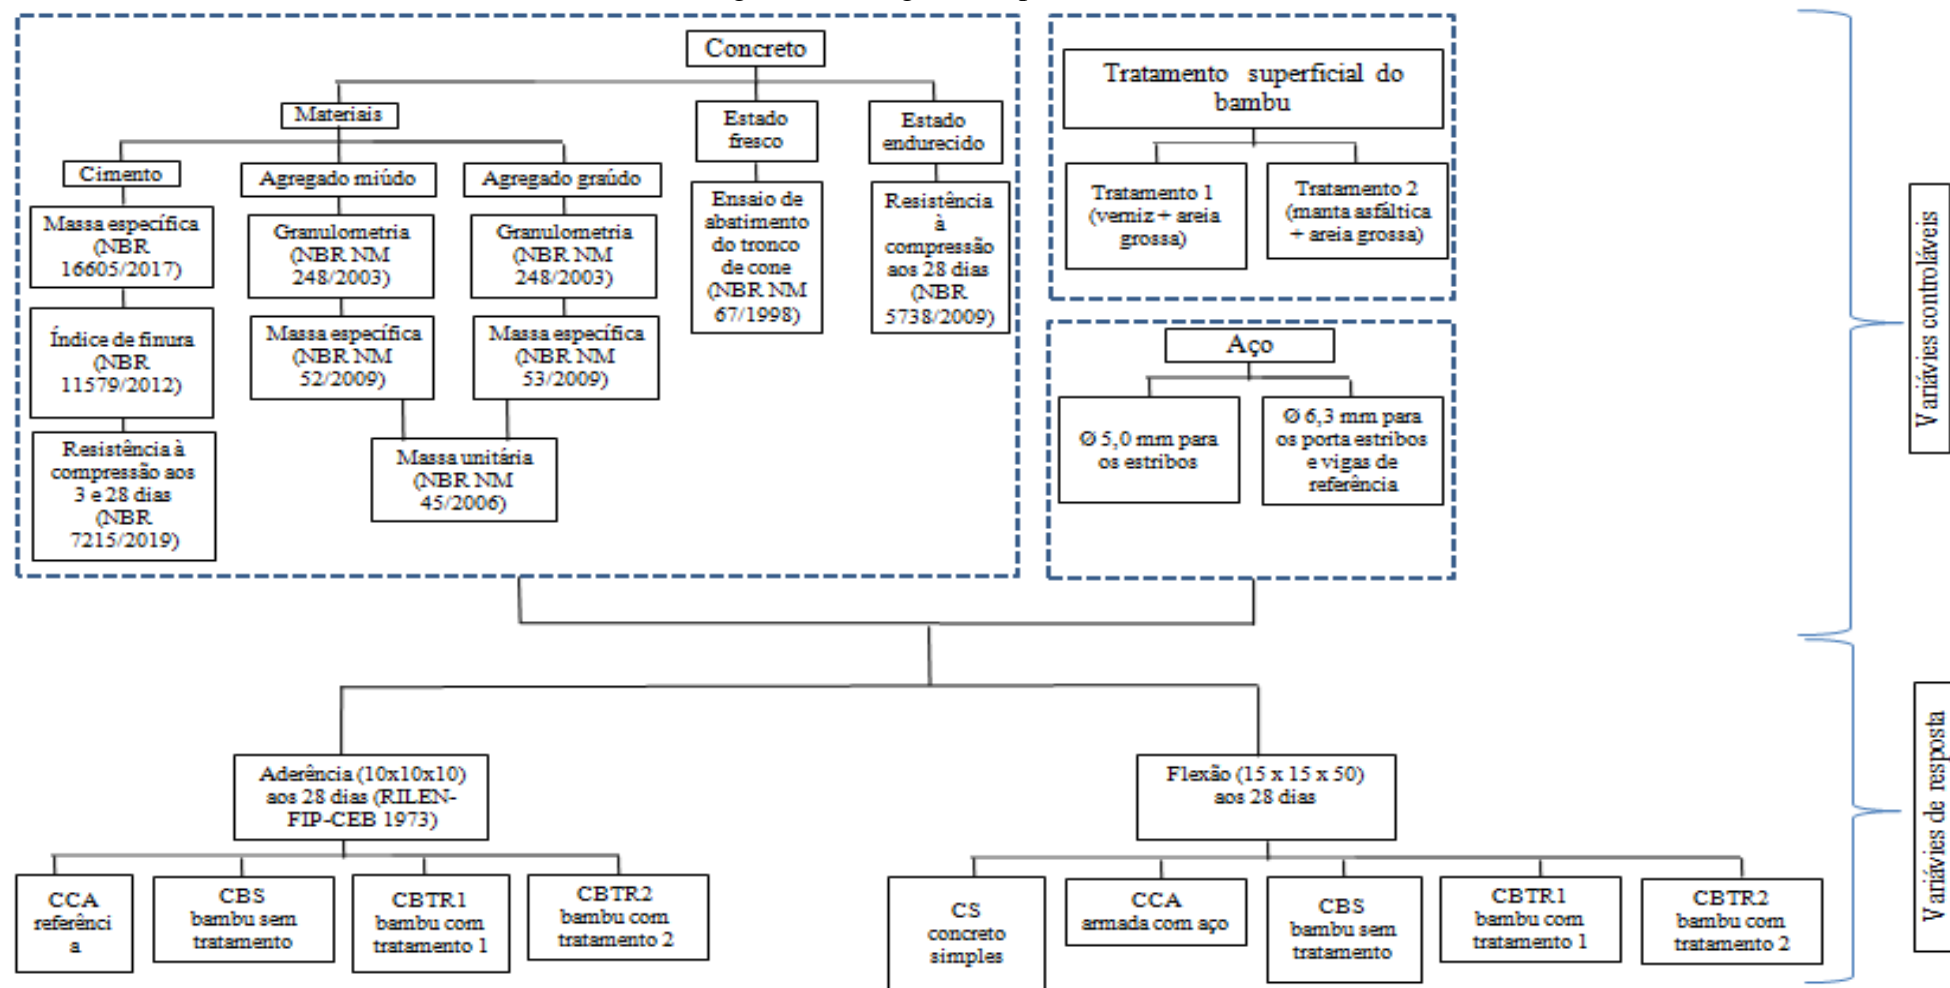 Concreto
Materiais
Cimento
Massa específica
(NBR
16605/2017)
Índice de finura
(NBR
11579/2012)
Resistência à
compressão aos
3 e 28 dias
(NBR
7215/2019)
Agregado miúdo
Granulometria
(NBR NM
248/2003)
Massa específica
(NBR NM
52/2009)
Agregado graúdo
Granulometria
(NBR NM
248/2003)
Massa específica
(NBR NM
53/2009)
Massa unitária
(NBR NM
45/2006)
Estado
fresco
Ensaio de
abatimento
do tronco
de cone
(NBR NM
67/1998)
Estado
endurecido
Resistência
à
compressão
aos 28 dias
(NBR
5738/2009)
Tratamento superficial do
bambu
Tratamento 1
(verniz + areia
grossa)
Tratamento 2
(manta asfáltica
+ areia grossa)
Aço
Ø 5,0 mm para
os estribos
Ø 6,3 mm para
os porta estribos
e vigas de
referência
Variávies controláveis
Aderência (10x10x10)
aos 28 dias (RILEN-
FIP-CEB 1973)
CCA
referênci
a
CBS
bambu sem
tratamento
CBTR1
bambu com
tratamento 1
CBTR2
bambu com
tratamento 2
Flexão (15 x 15 x 50)
aos 28 dias
CS
concreto
simples
CCA
armada com aço
CBS
bambu sem
tratamento
CBTR1
bambu com
tratamento 1
CBTR2
bambu com
tratamento 2
Variávies de resposta